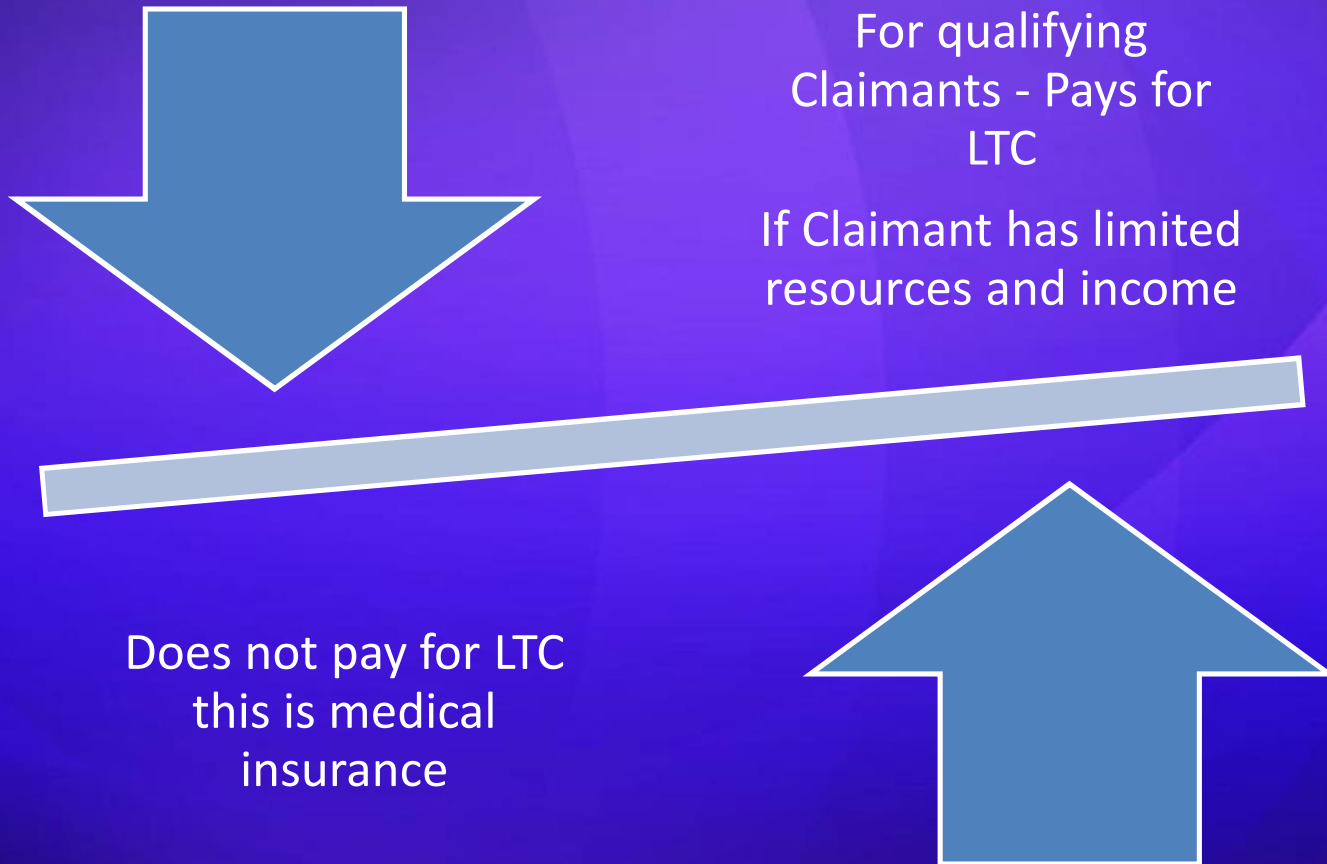 For qualifying
Claimants - Pays for
LTC
If Claimant has limited
resources and income
Does not pay for LTC
this is medical
insurance